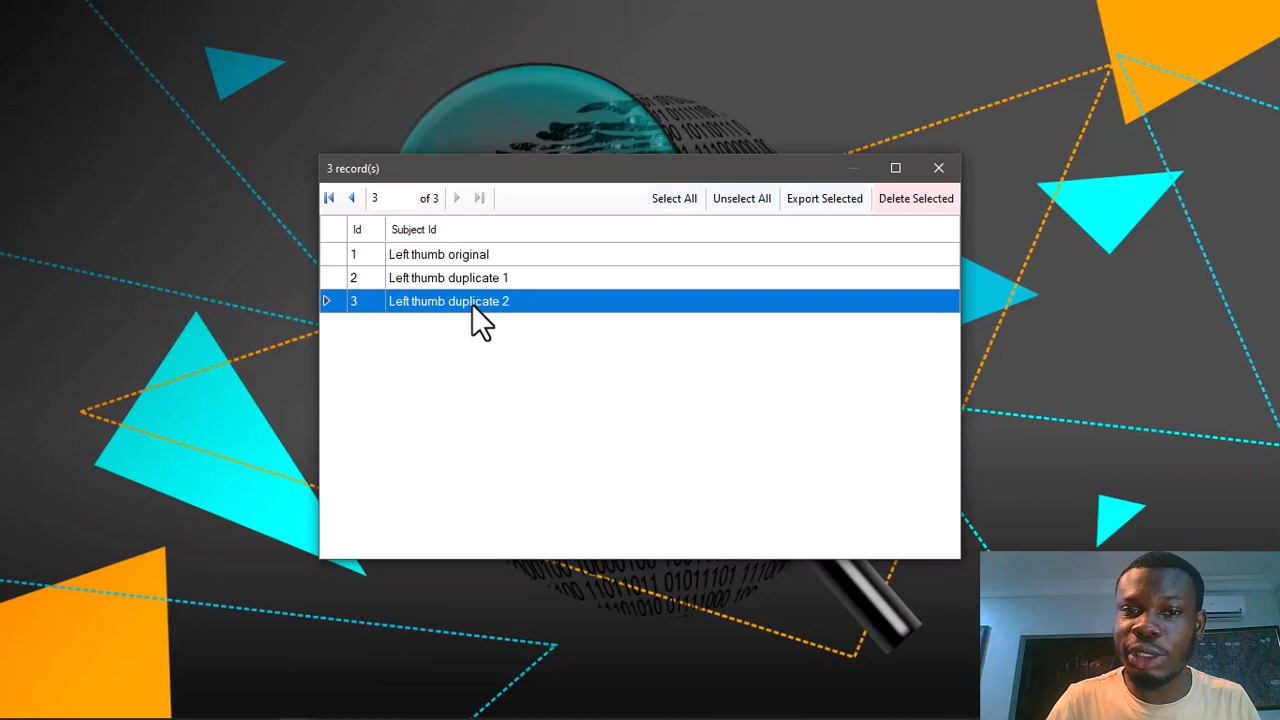 3 record(s)
3 of 3 Select All Unselect All Export Selected Delete Selected
Id Subject Id
1 Left thumb original
2 Left thumb duplicate 1
3 Left thumb duplicate 2